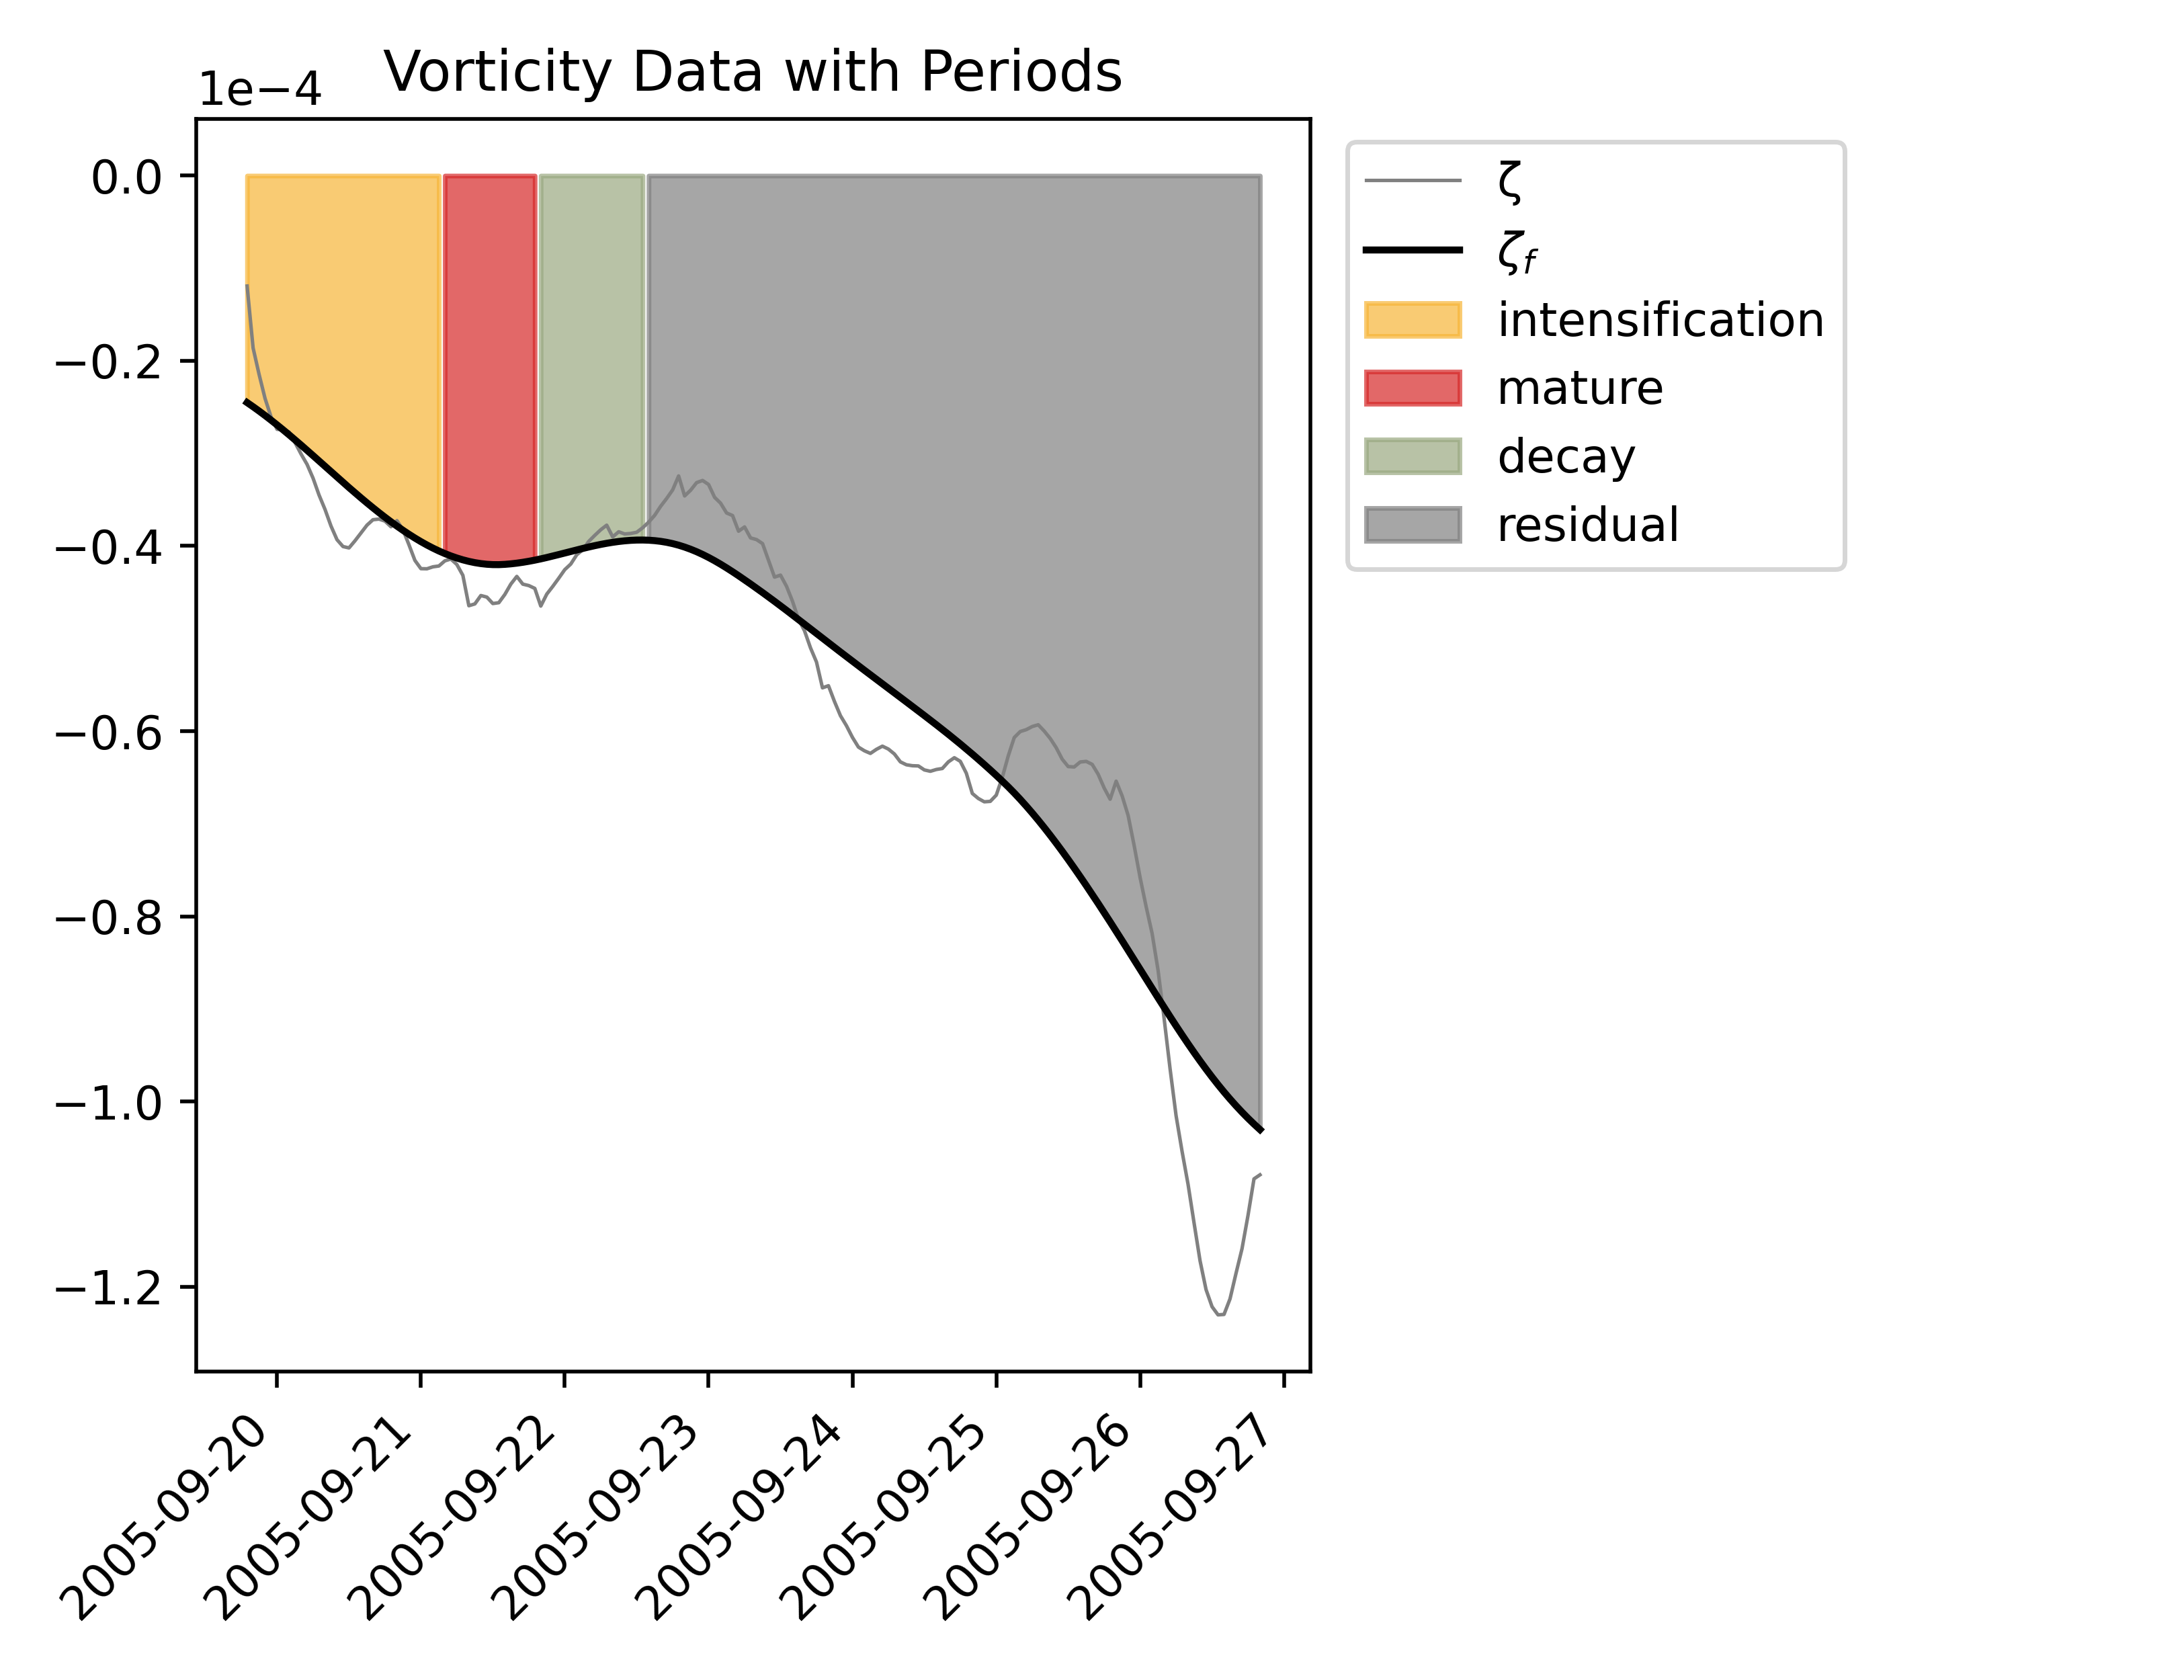 Vorticity Data with Periods
1e−4
0.0
−0.2
−0.4
−0.6
−0.8
−1.0
−1.2
2005-09-20
2005-09-21
2005-09-22
2005-09-23
2005-09-24
2005-09-25
2005-09-26
2005-09-27
ζ
ζf
intensification
mature
decay
residual